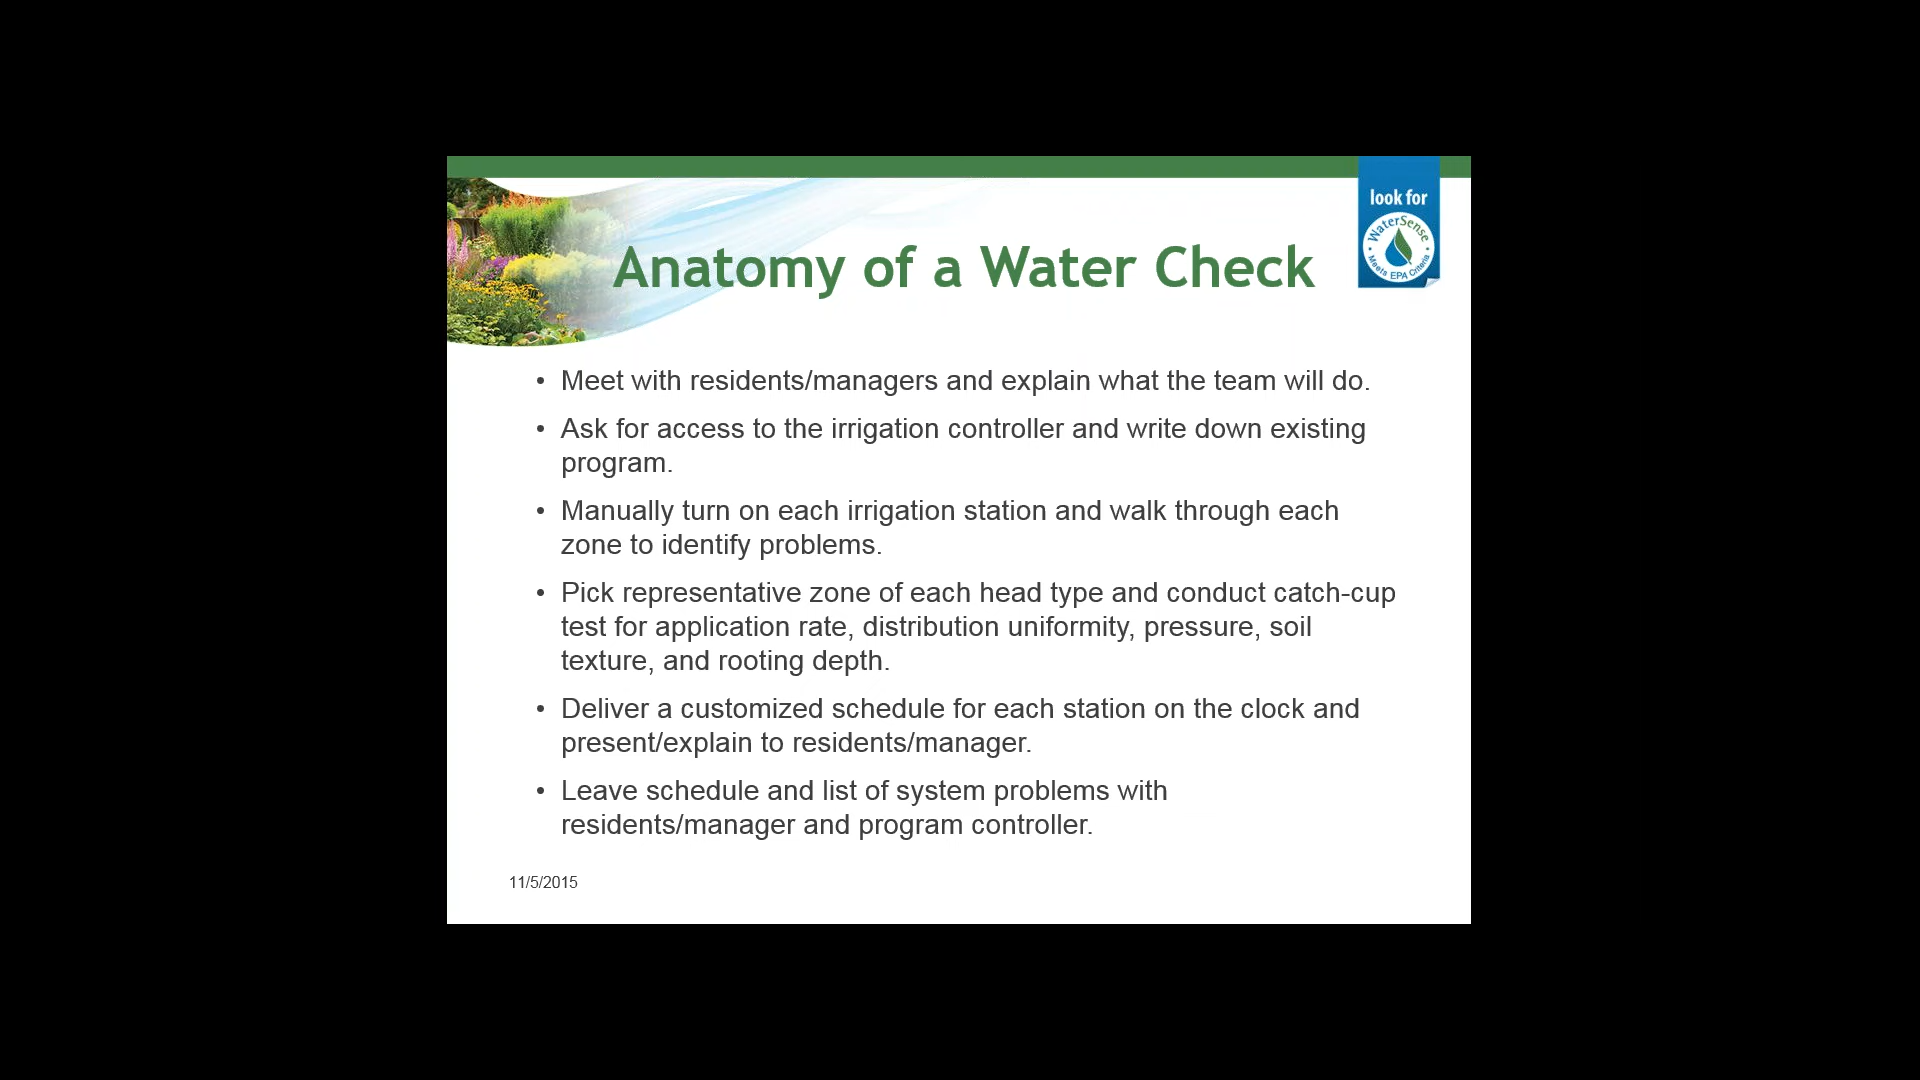 look for
WaterSense
Meets EPA Criteria
Anatomy of a Water Check
• Meet with residents/managers and explain what the team will do.
• Ask for access to the irrigation controller and write down existing
program.
• Manually turn on each irrigation station and walk through each
zone to identify problems.
• Pick representative zone of each head type and conduct catch-cup
test for application rate, distribution uniformity, pressure, soil
texture, and rooting depth.
• Deliver a customized schedule for each station on the clock and
present/explain to residents/manager.
• Leave schedule and list of system problems with
residents/manager and program controller.
11/5/2015